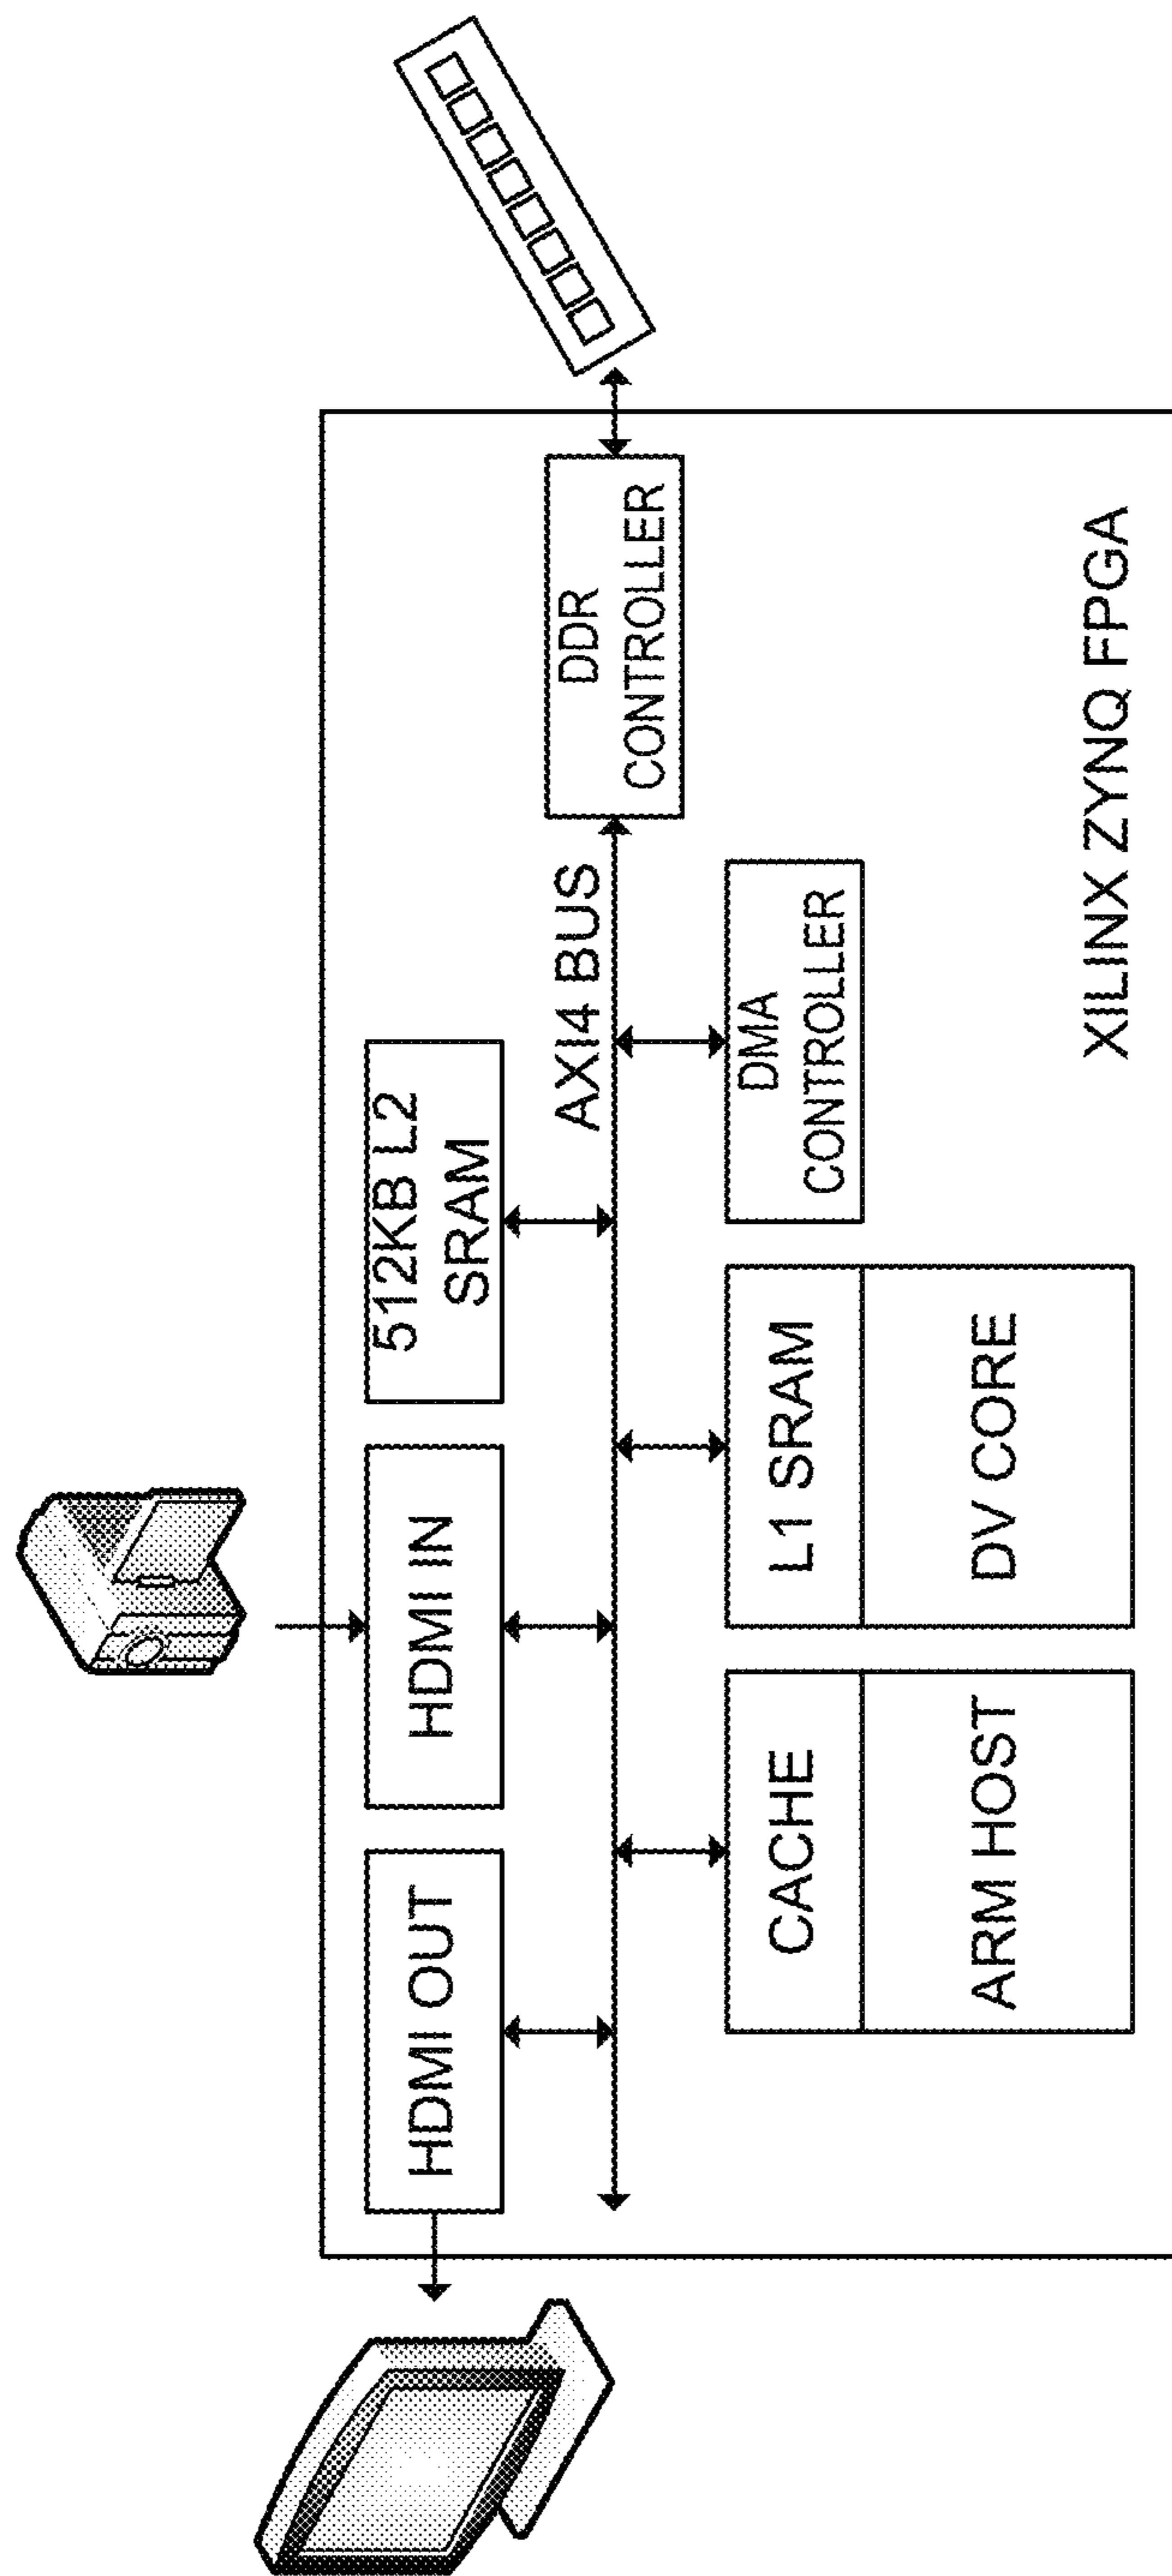 HDMI OUT
HDMI IN
512KB L2
SRAM
AXI4 BUS
DDR
CONTROLLER
CACHE
ARM HOST
L1 SRAM
DV CORE
DMA
CONTROLLER
XILINX ZYNQ FPGA